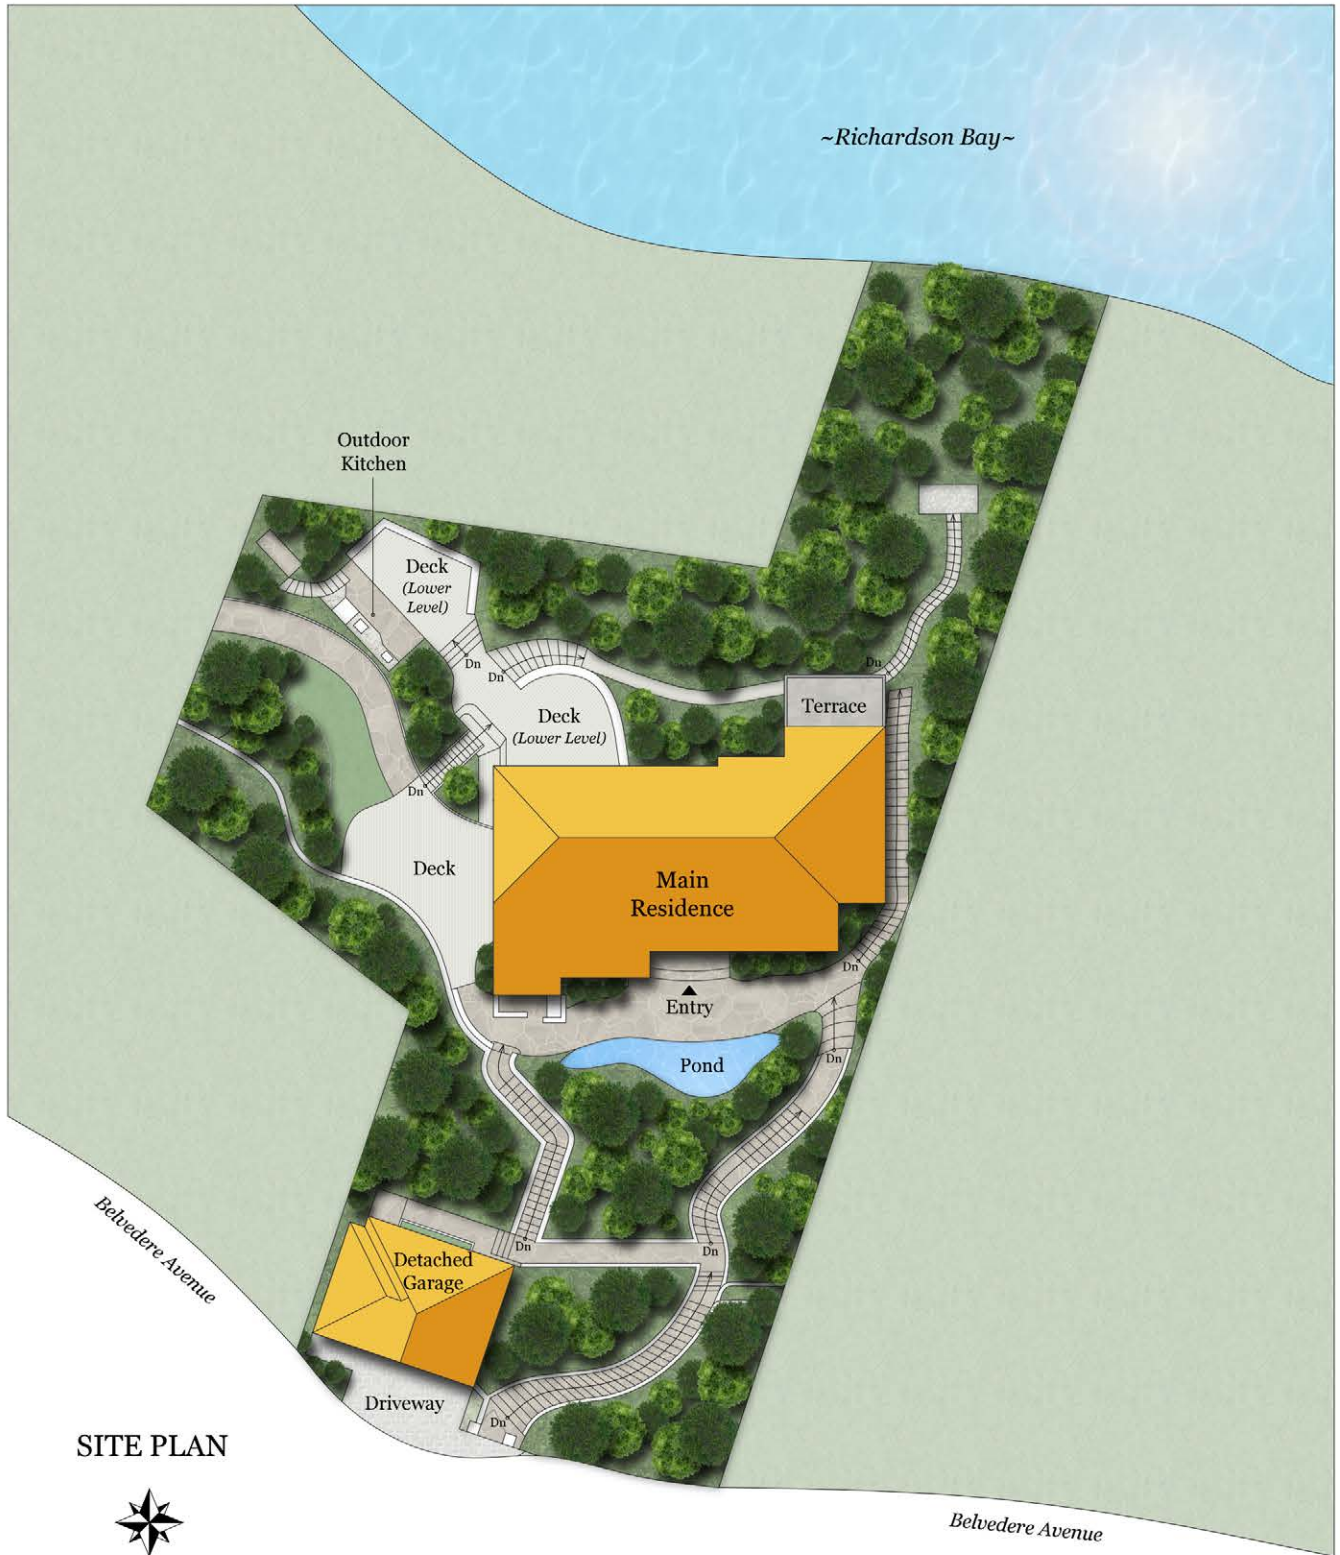 ~Richardson Bay~
Outdoor
Kitchen
Deck
(Lower
Level)
Dn
Dn
Dn
Deck
(Lower Level)
Terrace
Dn
Deck
Main
Residence
Dn
Entry
Pond
Dn
Belvedere Avenue
Dn
Dn
Detached
Garage
Driveway
Dn
SITE PLAN
Belvedere Avenue